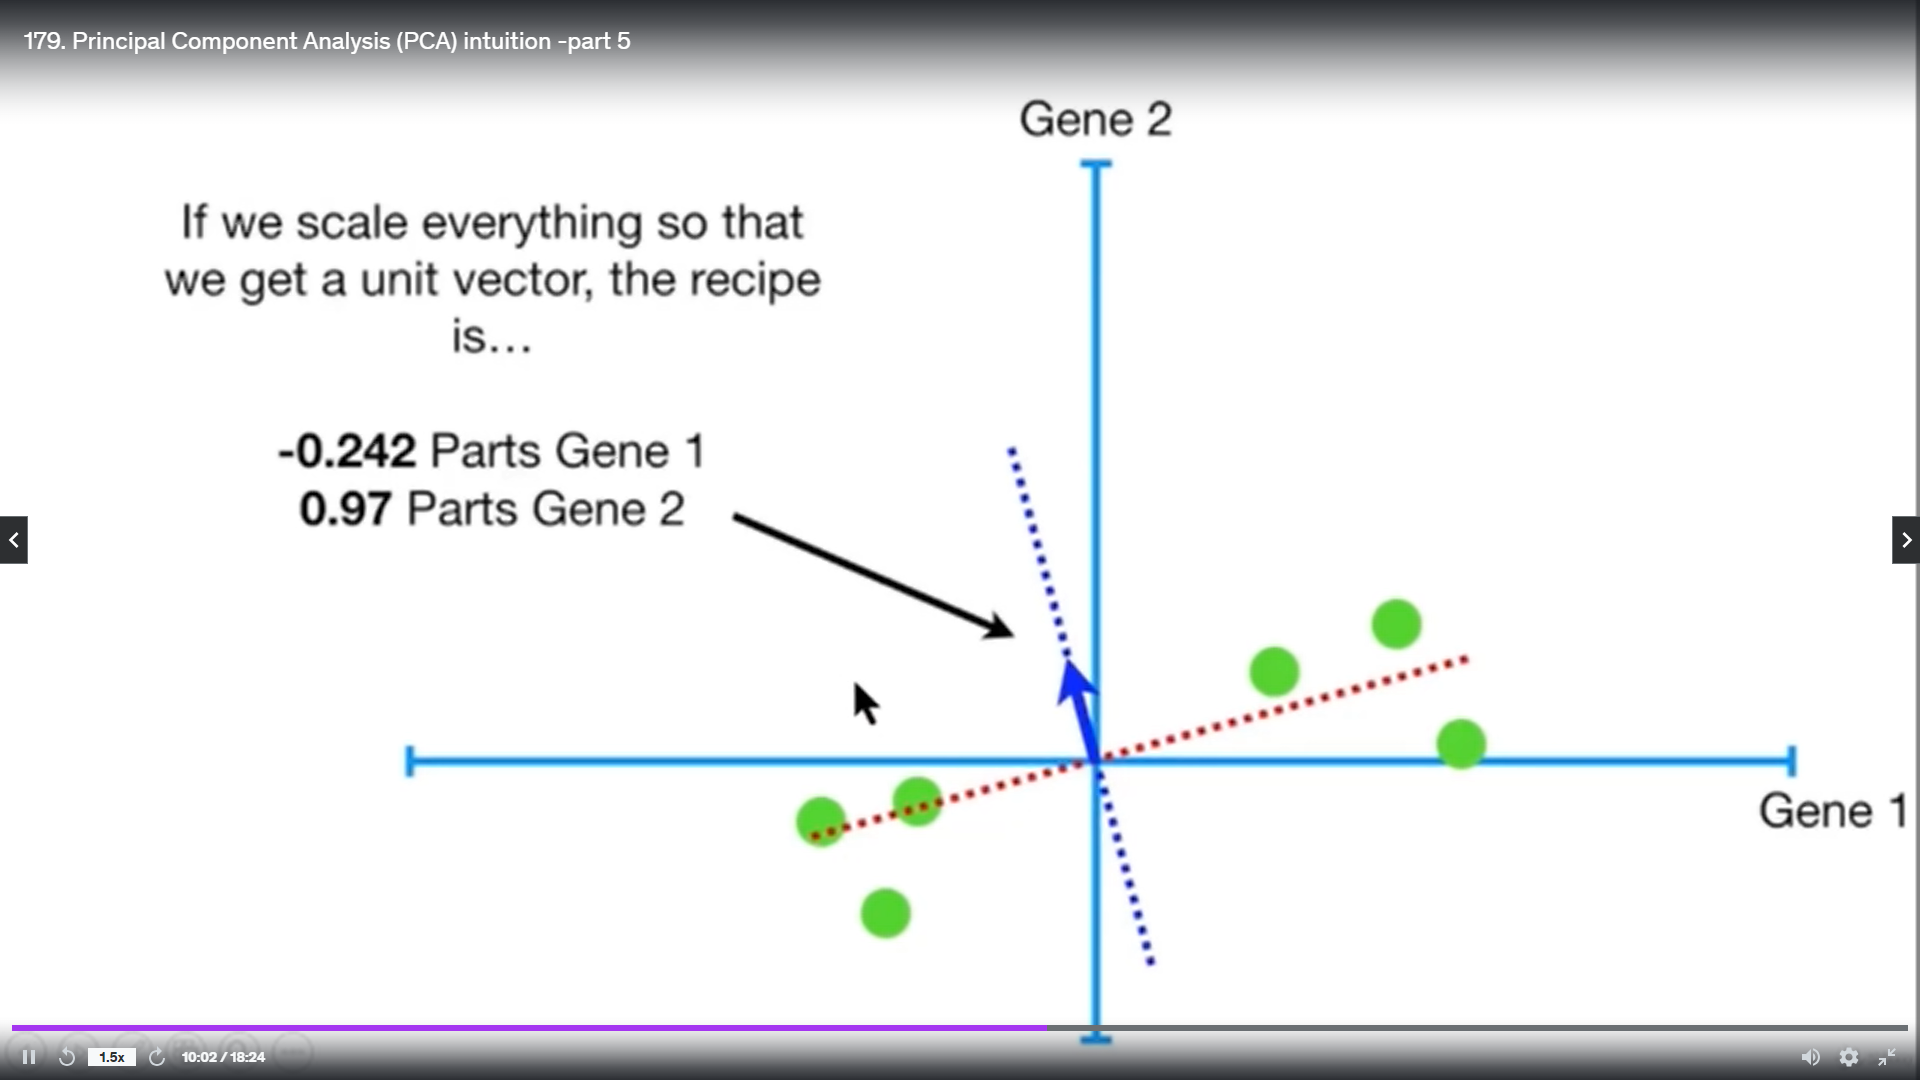 179. Principal Component Analysis (PCA) intuition -part 5
Gene 2
If we scale everything so that
we get a unit vector, the recipe
is...
-0.242 Parts Gene 1
0.97 Parts Gene 2
Gene 1
1.5x
10:02 / 18:24